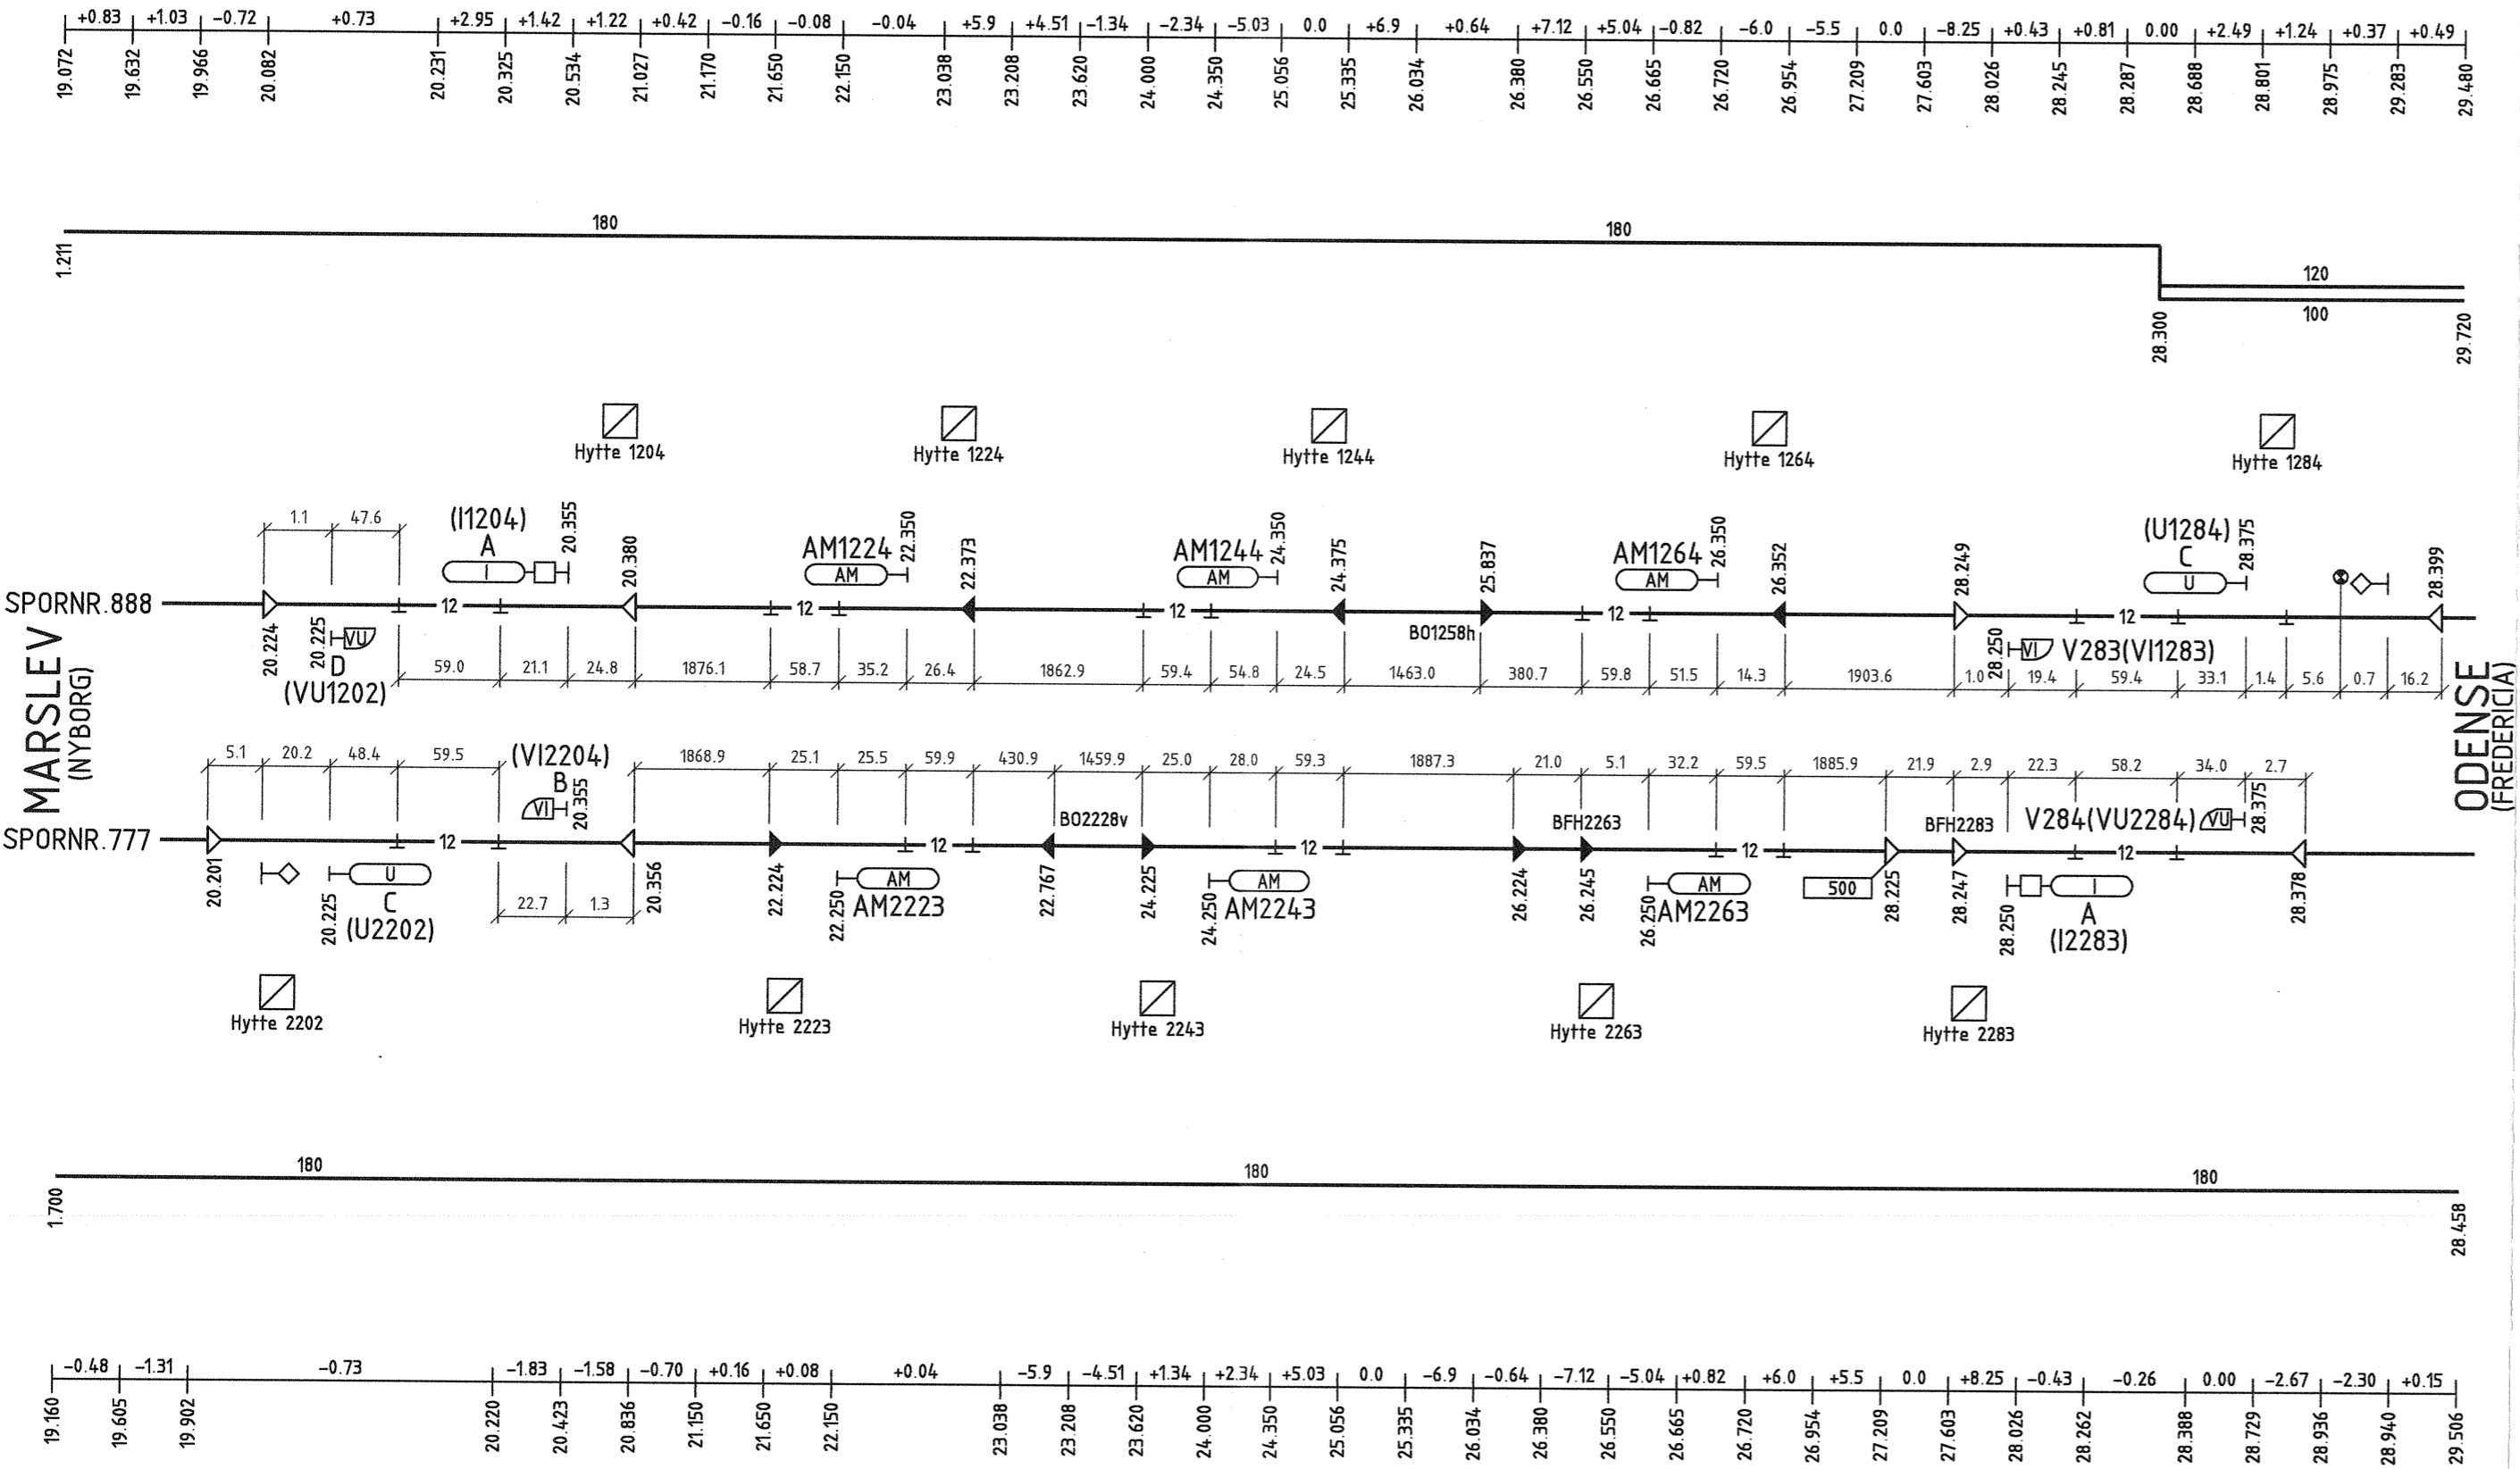 +0.83 +1.03 -0.72 +0.73 +2.95 +1.42 +1.22 +0.42 -0.16 -0.08 -0.04 +5.9 +4.51 -1.34 -2.34 -5.03 0.0 +6.9 +0.64 +7.12 +5.04 -0.82 -6.0 -5.5 0.0 -8.25 +0.43 +0.81 0.00 +2.49 +1.24 +0.37 +0.49
19.072 19.632 19.966 20.082 20.231 20.325 20.534 21.027 21.170 21.650 22.150 23.038 23.208 23.620 24.000 24.350 25.056 25.335 26.034 26.380 26.550 26.665 26.720 26.954 27.209 27.603 28.026 28.245 28.287 28.688 28.801 28.975 29.283 29.480
180 180
1.211
120
100
28.300 29.720
Hytte 1204 Hytte 1224 Hytte 1244 Hytte 1264 Hytte 1284
1.1 47.6
(I1204) 20.355 22.350 24.350 26.350 (U1284) 28.375
A AM1224 AM1244 AM1264 C
I AM AM AM U
20.380 22.373 24.375 25.837 26.352 28.249 28.399
SPORNR.888 12 12 12 12 12
BO1258h
20.224 20.225 VU 28.250 VI V283(VI1283)
D
(VU1202)
59.0 21.1 24.8 1876.1 58.7 35.2 26.4 1862.9 59.4 54.8 24.5 1463.0 380.7 59.8 51.5 14.3 1903.6 1.0 19.4 59.4 33.1 1.4 5.6 0.7 16.2
MARSLEV
(NYBORG)
ODENSE
(FREDERICIA)
5.1 20.2 48.4 59.5 (VI2204) 1868.9 25.1 25.5 59.9 430.9 1459.9 25.0 28.0 59.3 1887.3 21.0 5.1 32.2 59.5 1885.9 21.9 2.9 22.3 58.2 34.0 2.7
B
VI 20.355 BO2228v BFH2263 BFH2283 V284(VU2284) VU 28.375
SPORNR.777 12 12 12 12 12
U AM AM AM 500 I
20.201 20.225 C 20.356 22.224 22.250 AM2223 22.767 24.225 24.250 AM2243 26.224 26.245 26.250 AM2263 28.225 28.247 28.250 A 28.378
(U2202) (I2283)
22.7 1.3
Hytte 2202 Hytte 2223 Hytte 2243 Hytte 2263 Hytte 2283
180 180 180
1.700 28.458
-0.48 -1.31 -0.73 -1.83 -1.58 -0.70 +0.16 +0.08 +0.04 -5.9 -4.51 +1.34 +2.34 +5.03 0.0 -6.9 -0.64 -7.12 -5.04 +0.82 +6.0 +5.5 0.0 +8.25 -0.43 -0.26 0.00 -2.67 -2.30 +0.15
19.160 19.605 19.902 20.220 20.423 20.836 21.150 21.650 22.150 23.038 23.208 23.620 24.000 24.350 25.056 25.335 26.034 26.380 26.550 26.665 26.720 26.954 27.209 27.603 28.026 28.262 28.388 28.729 28.936 28.940 29.506